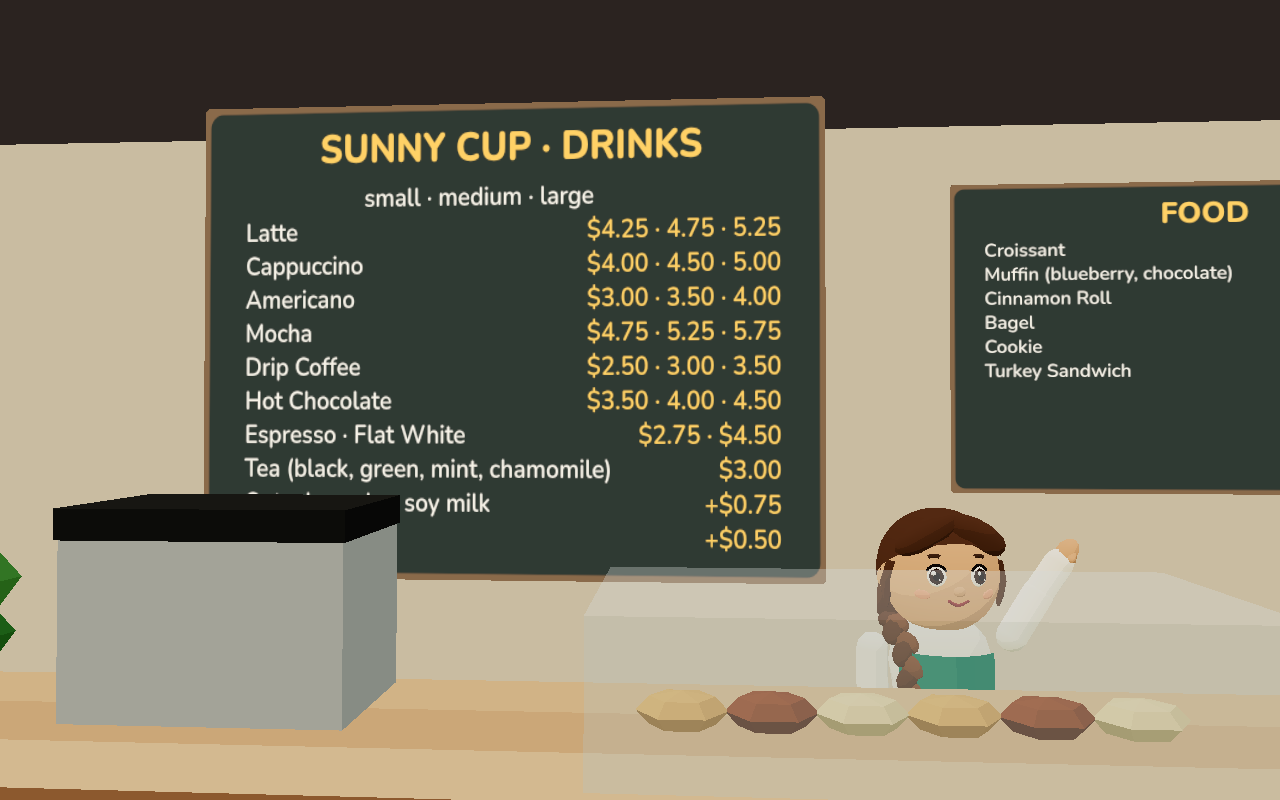 SUNNY CUP · DRINKS
small · medium · large
Latte $4.25 · 4.75 · 5.25
Cappuccino $4.00 · 4.50 · 5.00
Americano $3.00 · 3.50 · 4.00
Mocha $4.75 · 5.25 · 5.75
Drip Coffee $2.50 · 3.00 · 3.50
Hot Chocolate $3.50 · 4.00 · 4.50
Espresso · Flat White $2.75 · $4.50
Tea (black, green, mint, chamomile) $3.00
soy milk +$0.75
+$0.50
FOOD
Croissant
Muffin (blueberry, chocolate)
Cinnamon Roll
Bagel
Cookie
Turkey Sandwich